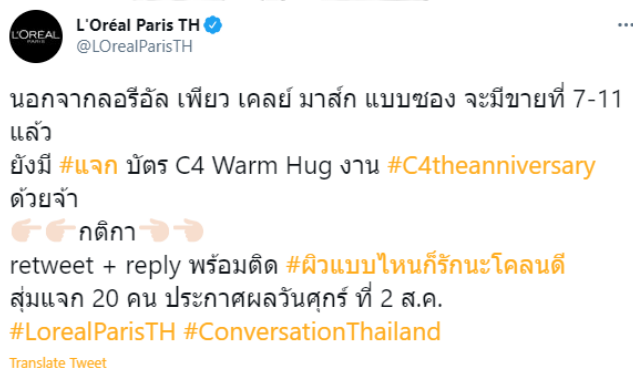 L'ORÉAL
PARIS
L'Oréal Paris TH
@LOrealParisTH
นอกจากลอรีอัล เพียว เคลย์ มาส์ก แบบซอง จะมีขายที่ 7-11
แล้ว
ยังมี #แจก บัตร C4 Warm Hug งาน #C4theanniversary
ด้วยจ้า
👉🏻👉🏻กติกา👈🏻👈🏻
retweet + reply พร้อมติด #ผิวแบบไหนก็รักนะโคลนดี
สุ่มแจก 20 คน ประกาศผลวันศุกร์ ที่ 2 ส.ค.
#LorealParisTH #ConversationThailand
Translate Tweet